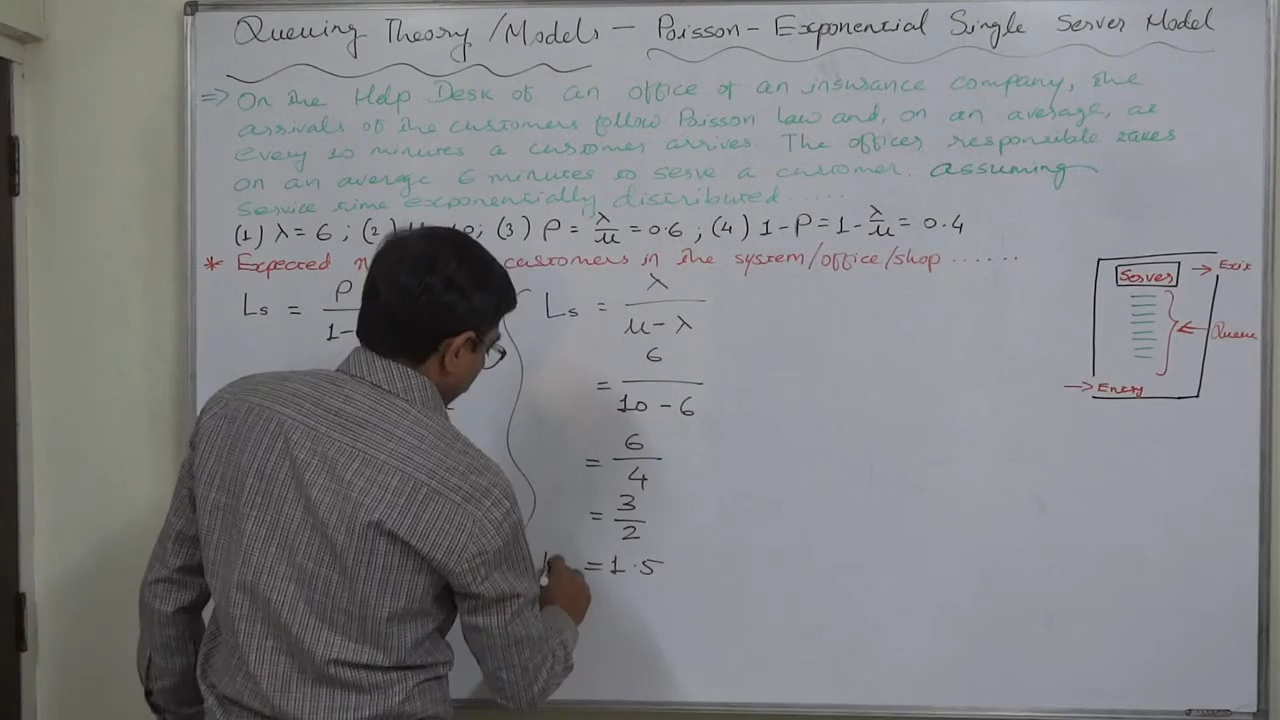 Queuing Theory / Models - Poisson - Exponential Single Server Model
=> On the Help Desk of an office of an insurance company, the
arrivals of the customers follow Poisson law and, on an average, at
every 10 minutes a customer arrives. The officer responsible takes
on an average 6 minutes to serve a customer. assuming
service time exponentially distributed .....
(1) λ = 6 ; (2) 10; (3) ρ = λ/μ = 0.6 ; (4) 1 - ρ = 1 - λ/μ = 0.4
* Expected customers in the system/office/shop ......
Ls = ρ / 1-
Ls = λ / μ - λ
= 6 / 10 - 6
= 6 / 4
= 3 / 2
= 1.5
Server
→ Exit
← Queue
→ Entry